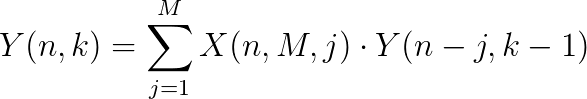 Y(n, k) = \sum_{j=1}^{M} X(n, M, j) \cdot Y(n - j, k - 1)